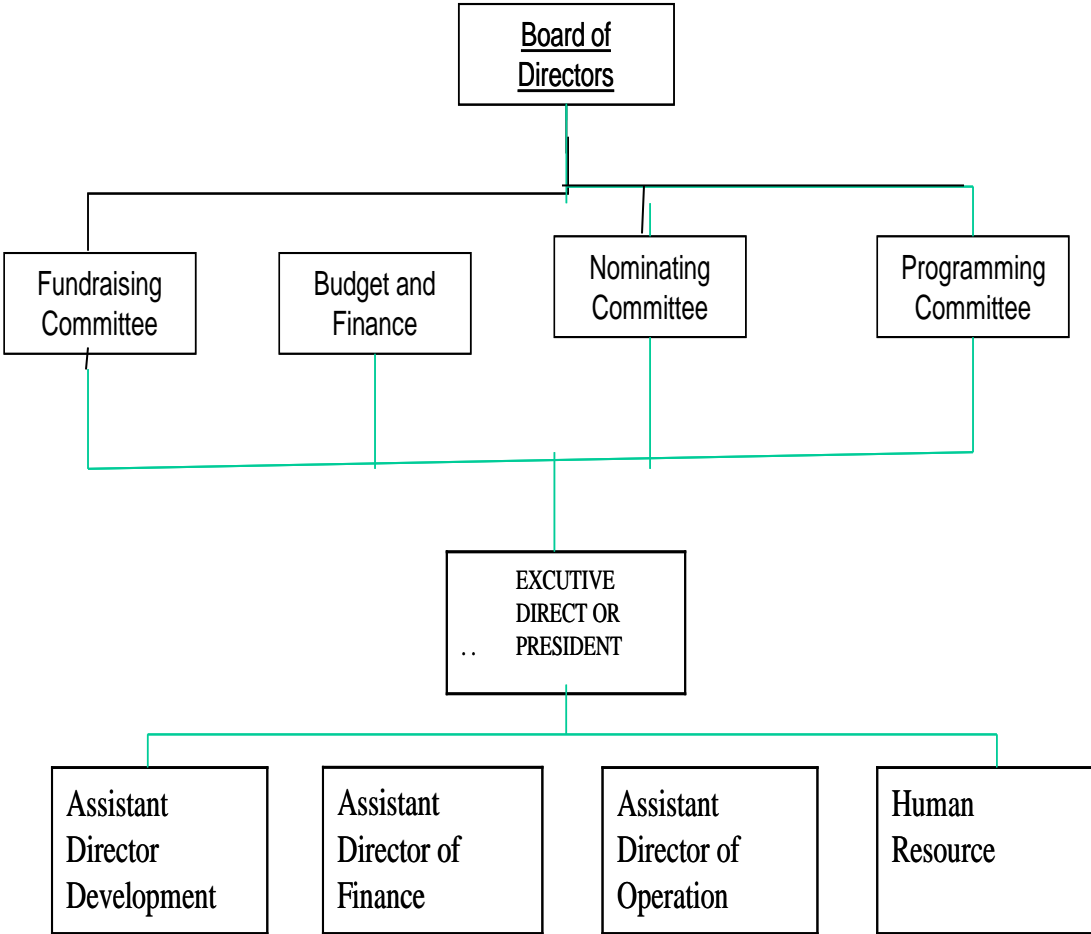 Board of
Directors
Fundraising
Committee
Budget and
Finance
Nominating
Committee
Programming
Committee
EXCUTIVE
DIRECT OR
. . PRESIDENT
Assistant
Director
Development
Assistant
Director of
Finance
Assistant
Director of
Operation
Human
Resource